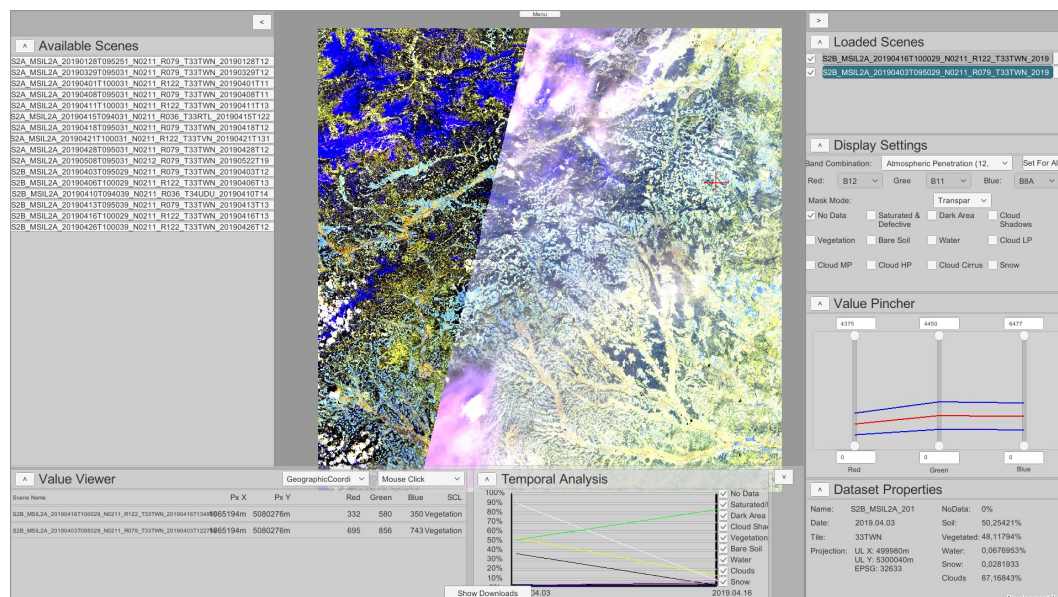 Menu
<
^ Available Scenes
S2A_MSIL2A_20190128T095251_N0211_R079_T33TWN_20190128T12
S2A_MSIL2A_20190329T095031_N0211_R079_T33TWN_20190329T12
S2A_MSIL2A_20190401T100031_N0211_R122_T33TWN_20190401T11
S2A_MSIL2A_20190408T095031_N0211_R079_T33TWN_20190408T11
S2A_MSIL2A_20190411T100031_N0211_R122_T33TWN_20190411T13
S2A_MSIL2A_20190415T094031_N0211_R036_T33RTL_20190415T122
S2A_MSIL2A_20190418T095031_N0211_R079_T33TWN_20190418T12
S2A_MSIL2A_20190421T100031_N0211_R122_T33TVN_20190421T131
S2A_MSIL2A_20190428T095031_N0211_R079_T33TWN_20190428T12
S2A_MSIL2A_20190508T095031_N0212_R079_T33TWN_20190522T19
S2B_MSIL2A_20190403T095029_N0211_R079_T33TWN_20190403T12
S2B_MSIL2A_20190406T100029_N0211_R122_T33TWN_20190406T13
S2B_MSIL2A_20190410T094039_N0211_R036_T34UDU_20190410T14
S2B_MSIL2A_20190413T095039_N0211_R079_T33TWN_20190413T13
S2B_MSIL2A_20190416T100029_N0211_R122_T33TWN_20190416T13
S2B_MSIL2A_20190426T100029_N0211_R122_T33TWN_20190426T12
>
^ Loaded Scenes
S2B_MSIL2A_20190416T100029_N0211_R122_T33TWN_2019
S2B_MSIL2A_20190403T095029_N0211_R079_T33TWN_2019
^ Display Settings
Band Combination: Atmospheric Penetration (12, Set For Al
Red: B12 Gree B11 Blue: B8A
Mask Mode: Transpar
No Data Saturated & Defective Dark Area Cloud Shadows
Vegetation Bare Soil Water Cloud LP
Cloud MP Cloud HP Cloud Cirrus Snow
^ Value Pincher
4375 4450 6477
0 0 0
Red Green Blue
^ Dataset Properties
Name: S2B_MSIL2A_201 NoData: 0%
Date: 2019.04.03 Soil: 50,25421%
Tile: 33TWN Vegetated: 48,11794%
Projection: UL X: 499980m Water: 0,0676953%
UL Y: 5300040m
EPSG: 32633 Snow: 0,0281933
Clouds 87,16843%
^ Value Viewer GeographicCoordi Mouse Click
Scene Name Px X Px Y Red Green Blue SCL
S2B_MSIL2A_20190416T100029_N0211_R122_T33TWN_20190416T1349 1065194m 5080276m 332 580 350 Vegetation
S2B_MSIL2A_20190403T095029_N0211_R079_T33TWN_20190403T1227 1065194m 5080276m 695 856 743 Vegetation
^ Temporal Analysis
100%
90%
80%
70%
60%
50%
40%
30%
20%
10%
No Data
Saturated/
Dark Area
Cloud Sha
Vegetation
Bare Soil
Water
Clouds
Snow
04.03 2019.04.16
Show Downloads